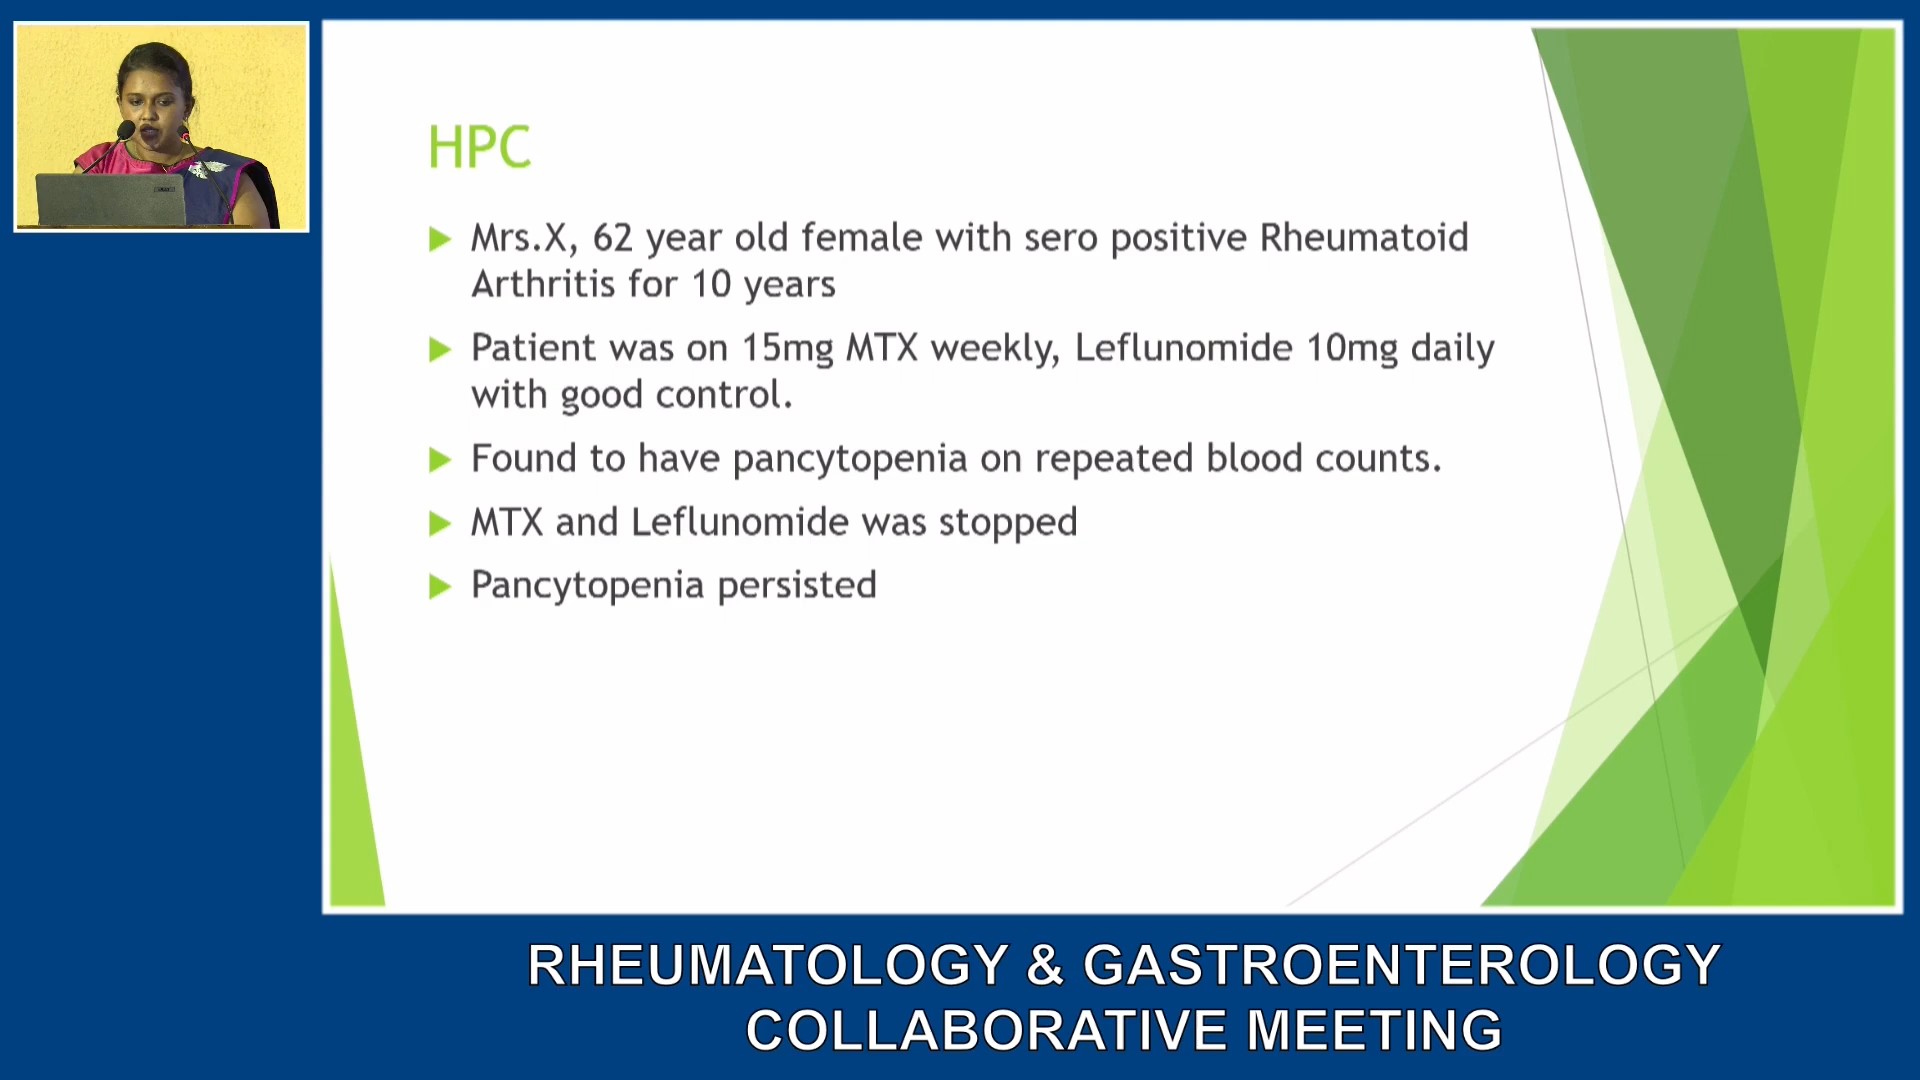 HPC
Mrs.X, 62 year old female with sero positive Rheumatoid
Arthritis for 10 years
Patient was on 15mg MTX weekly, Leflunomide 10mg daily
with good control.
Found to have pancytopenia on repeated blood counts.
MTX and Leflunomide was stopped
Pancytopenia persisted
RHEUMATOLOGY & GASTROENTEROLOGY
COLLABORATIVE MEETING